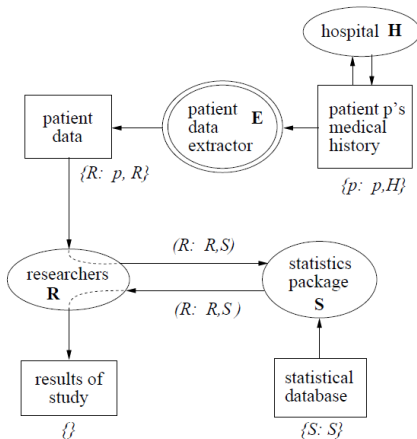 hospital H
patient
data
patient E
data
extractor
patient p's
medical
history
{R: p, R}
{p: p,H}
(R: R,S)
researchers
R
statistics
package
S
(R: R,S )
results of
study
statistical
database
{}
{S: S}